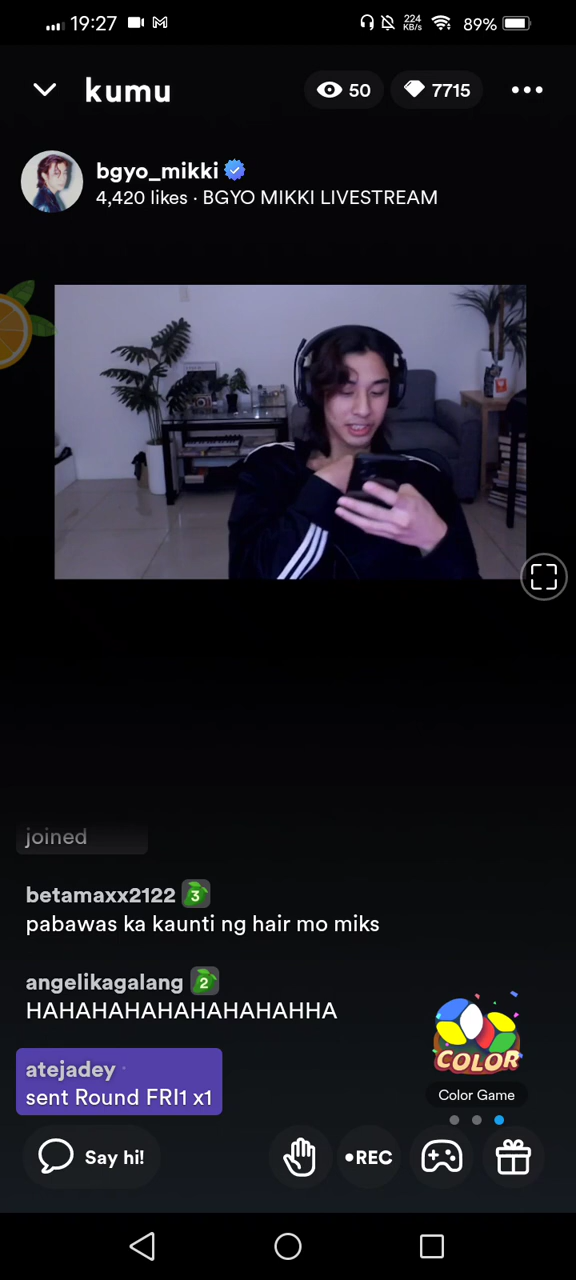 19:27
224
KB/s
89%
kumu
50
7715
bgyo_mikki
4,420 likes · BGYO MIKKI LIVESTREAM
joined
betamaxx2122 3
pabawas ka kaunti ng hair mo miks
angelikagalang 2
HAHAHAHAHAHAHAHAHHA
COLOR
Color Game
atejadey
sent Round FRI1 x1
Say hi!
•REC